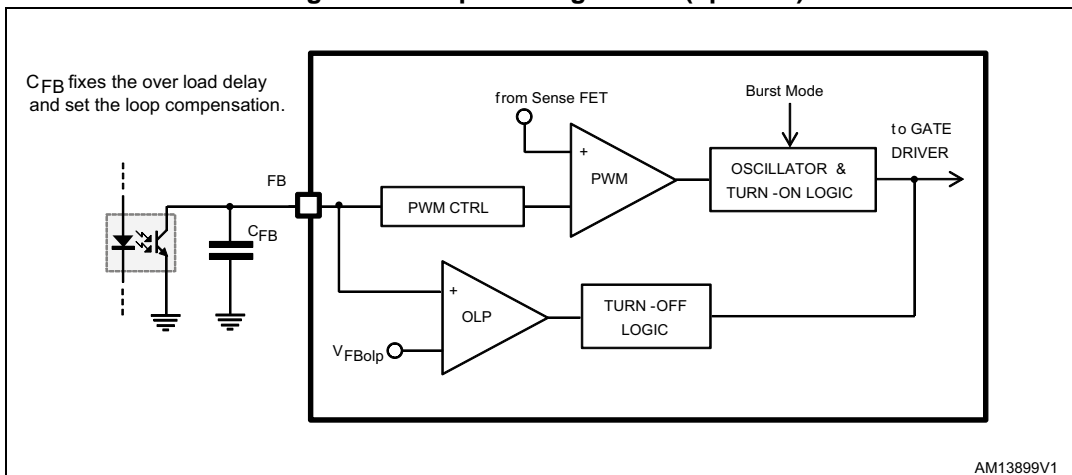 C_FB fixes the over load delay
and set the loop compensation.
from Sense FET
Burst Mode
to GATE
DRIVER
+
PWM
OSCILLATOR &
TURN -ON LOGIC
FB
PWM CTRL
C_FB
+
OLP
TURN -OFF
LOGIC
V_FBolp
AM13899V1